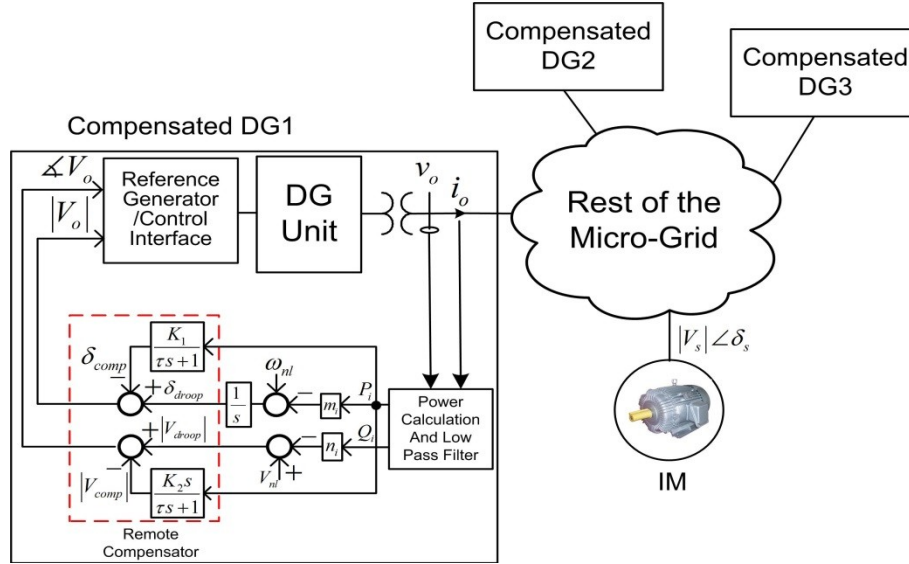 Compensated
DG2
Compensated
DG3
Compensated DG1
∡V_o
|V_o|
Reference
Generator
/Control
Interface
DG
Unit
v_o
i_o
Rest of the
Micro-Grid
|V_s|∠δ_s
IM
K_1
τs+1
δ_comp
−
+
δ_droop
1
s
ω_nl
−
m_i
P_i
Power
Calculation
And Low
Pass Filter
Q_i
n_i
−
V_nl
+
+
|V_droop|
−
|V_comp|
K_2 s
τs+1
Remote
Compensator